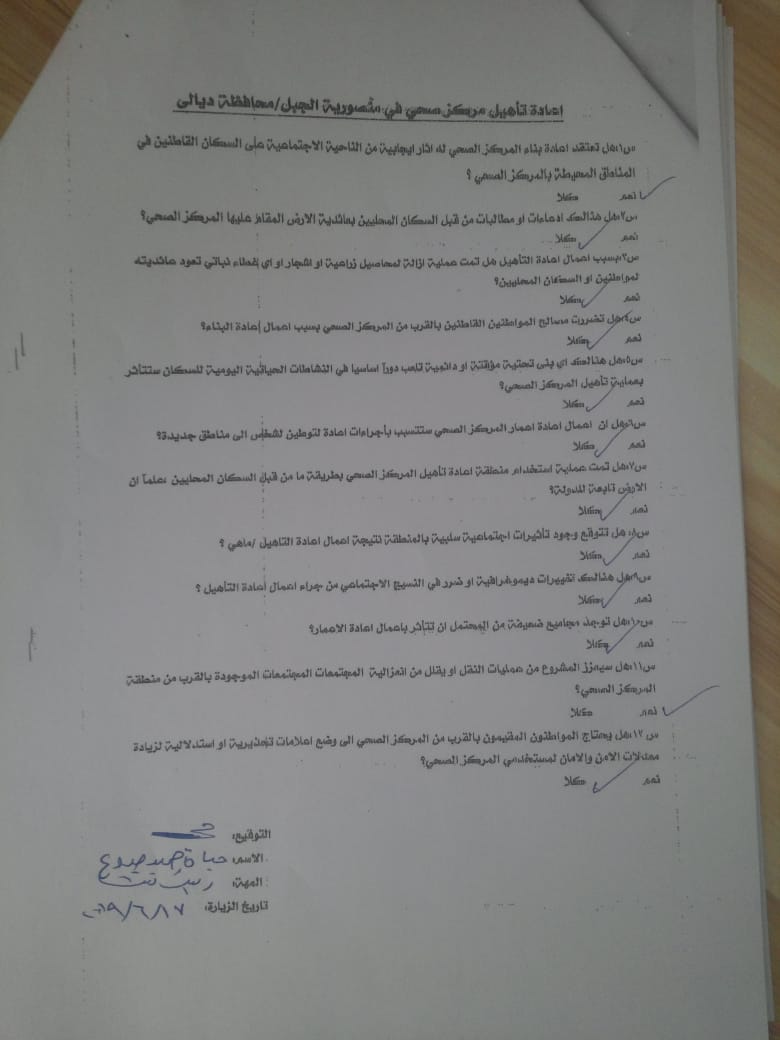 اعادة تأهيل مركز صحي في منصورية الجبل/محافظة ديالى
س١:هل تعتقد اعادة بناء المركز الصحي له اثار ايجابية من الناحية الاجتماعية على السكان القاطنين في
المناطق المحيطة بالمركز الصحي ؟
نعم كلا
س٢:هل هنالك ادعاءات او مطالبات من قبل السكان المحليين بعائدية الارض المقام عليها المركز الصحي؟
نعم كلا
س٣:بسبب اعمال اعادة التأهيل هل تمت عملية ازالة لمحاصيل زراعية او اشجار او اي غطاء نباتي تعود عائديته
لمواطنين او السكان المحليين؟
نعم كلا
س٤:هل تضررت مصالح المواطنين القاطنين بالقرب من المركز الصحي بسبب اعمال إعادة البناء؟
نعم كلا
س٥:هل هنالك اي بنى تحتية مؤقتة او دائمية تلعب دورآ اساسيا في النشاطات الحياتية اليومية للسكان ستتأثر
بعملية تأهيل المركز الصحي؟
نعم كلا
س٦:هل ان اعمال اعادة اعمار المركز الصحي ستتسبب بأجراءات اعادة لتوطين لشخص الى مناطق جديدة؟
نعم كلا
س٧:هل تمت عملية استخدام منطقة اعادة تأهيل المركز الصحي بطريقة ما من قبل السكان المحليين ،علمآ ان
الارض تابعة للدولة؟
نعم كلا
س٨: هل تتوقع وجود تأثيرات اجتماعية سلبية بالمنطقة نتيجة اعمال اعادة التاهيل /ماهي ؟
نعم كلا
س٩:هل هنالك تغييرات ديموغرافية او ضرر في النسيج الاجتماعي من جراء اعمال إعادة التأهيل ؟
نعم كلا
س١٠:هل توجد مجاميع ضعيفة من المحتمل ان تتأثر باعمال اعادة الاعمار؟
نعم كلا
س١١:هل سيعزز المشروع من عمليات النقل او يقلل من انعزالية المجتمعات المجتمعات الموجودة بالقرب من منطقة
المركز الصحي؟
نعم كلا
س١٢:هل يحتاج المواطنون المقيمون بالقرب من المركز الصحي الى وضع اعلامات تحذيرية او استدلالية لزيادة
معدلات الامن والامان لمستخدمي المركز الصحي؟
نعم كلا
التوقيع:
الاسم: حياة
المهنة: ربة بيت
تاريخ الزيارة: ١٧/٦/